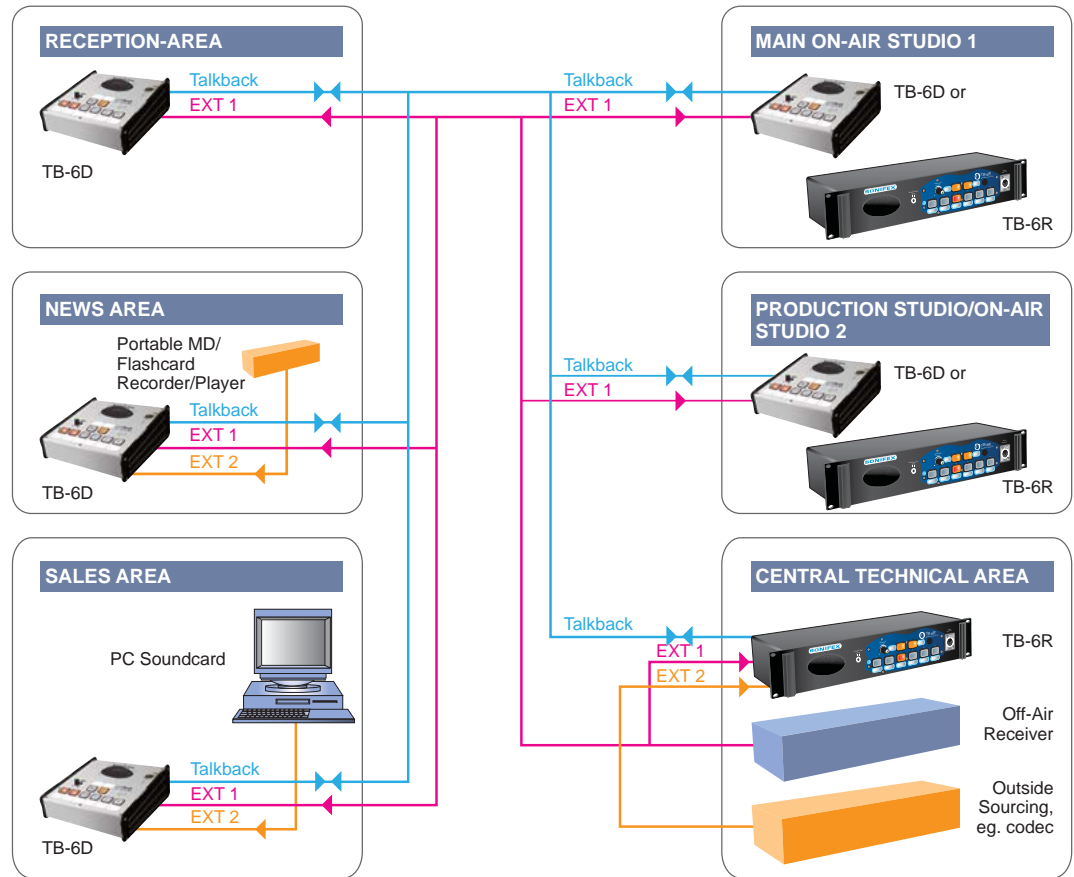 RECEPTION-AREA
Talkback
EXT 1
TB-6D
NEWS AREA
Portable MD/
Flashcard
Recorder/Player
Talkback
EXT 1
EXT 2
TB-6D
SALES AREA
PC Soundcard
Talkback
EXT 1
EXT 2
TB-6D
MAIN ON-AIR STUDIO 1
Talkback
EXT 1
TB-6D or
SONIFEX
TB-6R
PRODUCTION STUDIO/ON-AIR
STUDIO 2
Talkback
EXT 1
TB-6D or
SONIFEX
TB-6R
CENTRAL TECHNICAL AREA
Talkback
EXT 1
EXT 2
SONIFEX
TB-6R
Off-Air
Receiver
Outside
Sourcing,
eg. codec